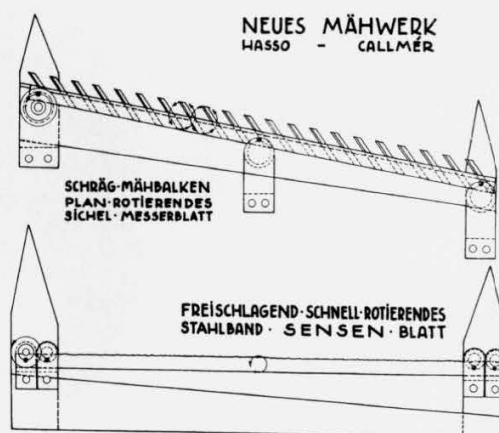 NEUES MÄHWERK
HASSO - CALLMÉR
SCHRÄG·MÄHBALKEN
PLAN·ROTIERENDES
SICHEL·MESSERBLATT
FREISCHLAGEND·SCHNELL·ROTIERENDES
STAHLBAND · SENSEN · BLATT